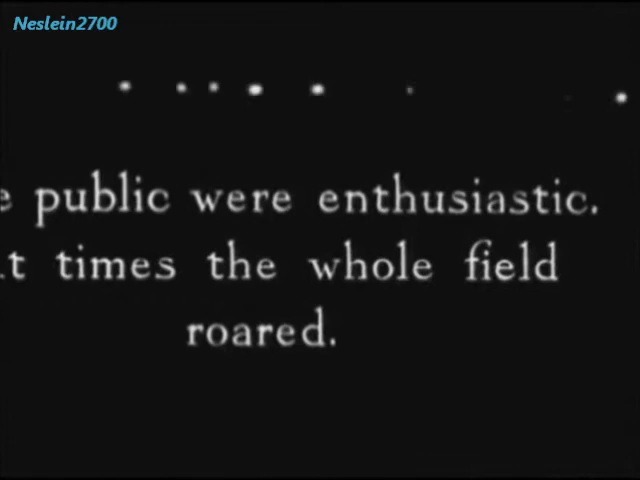 Neslein2700
e public were enthusiastic.
t times the whole field
roared.